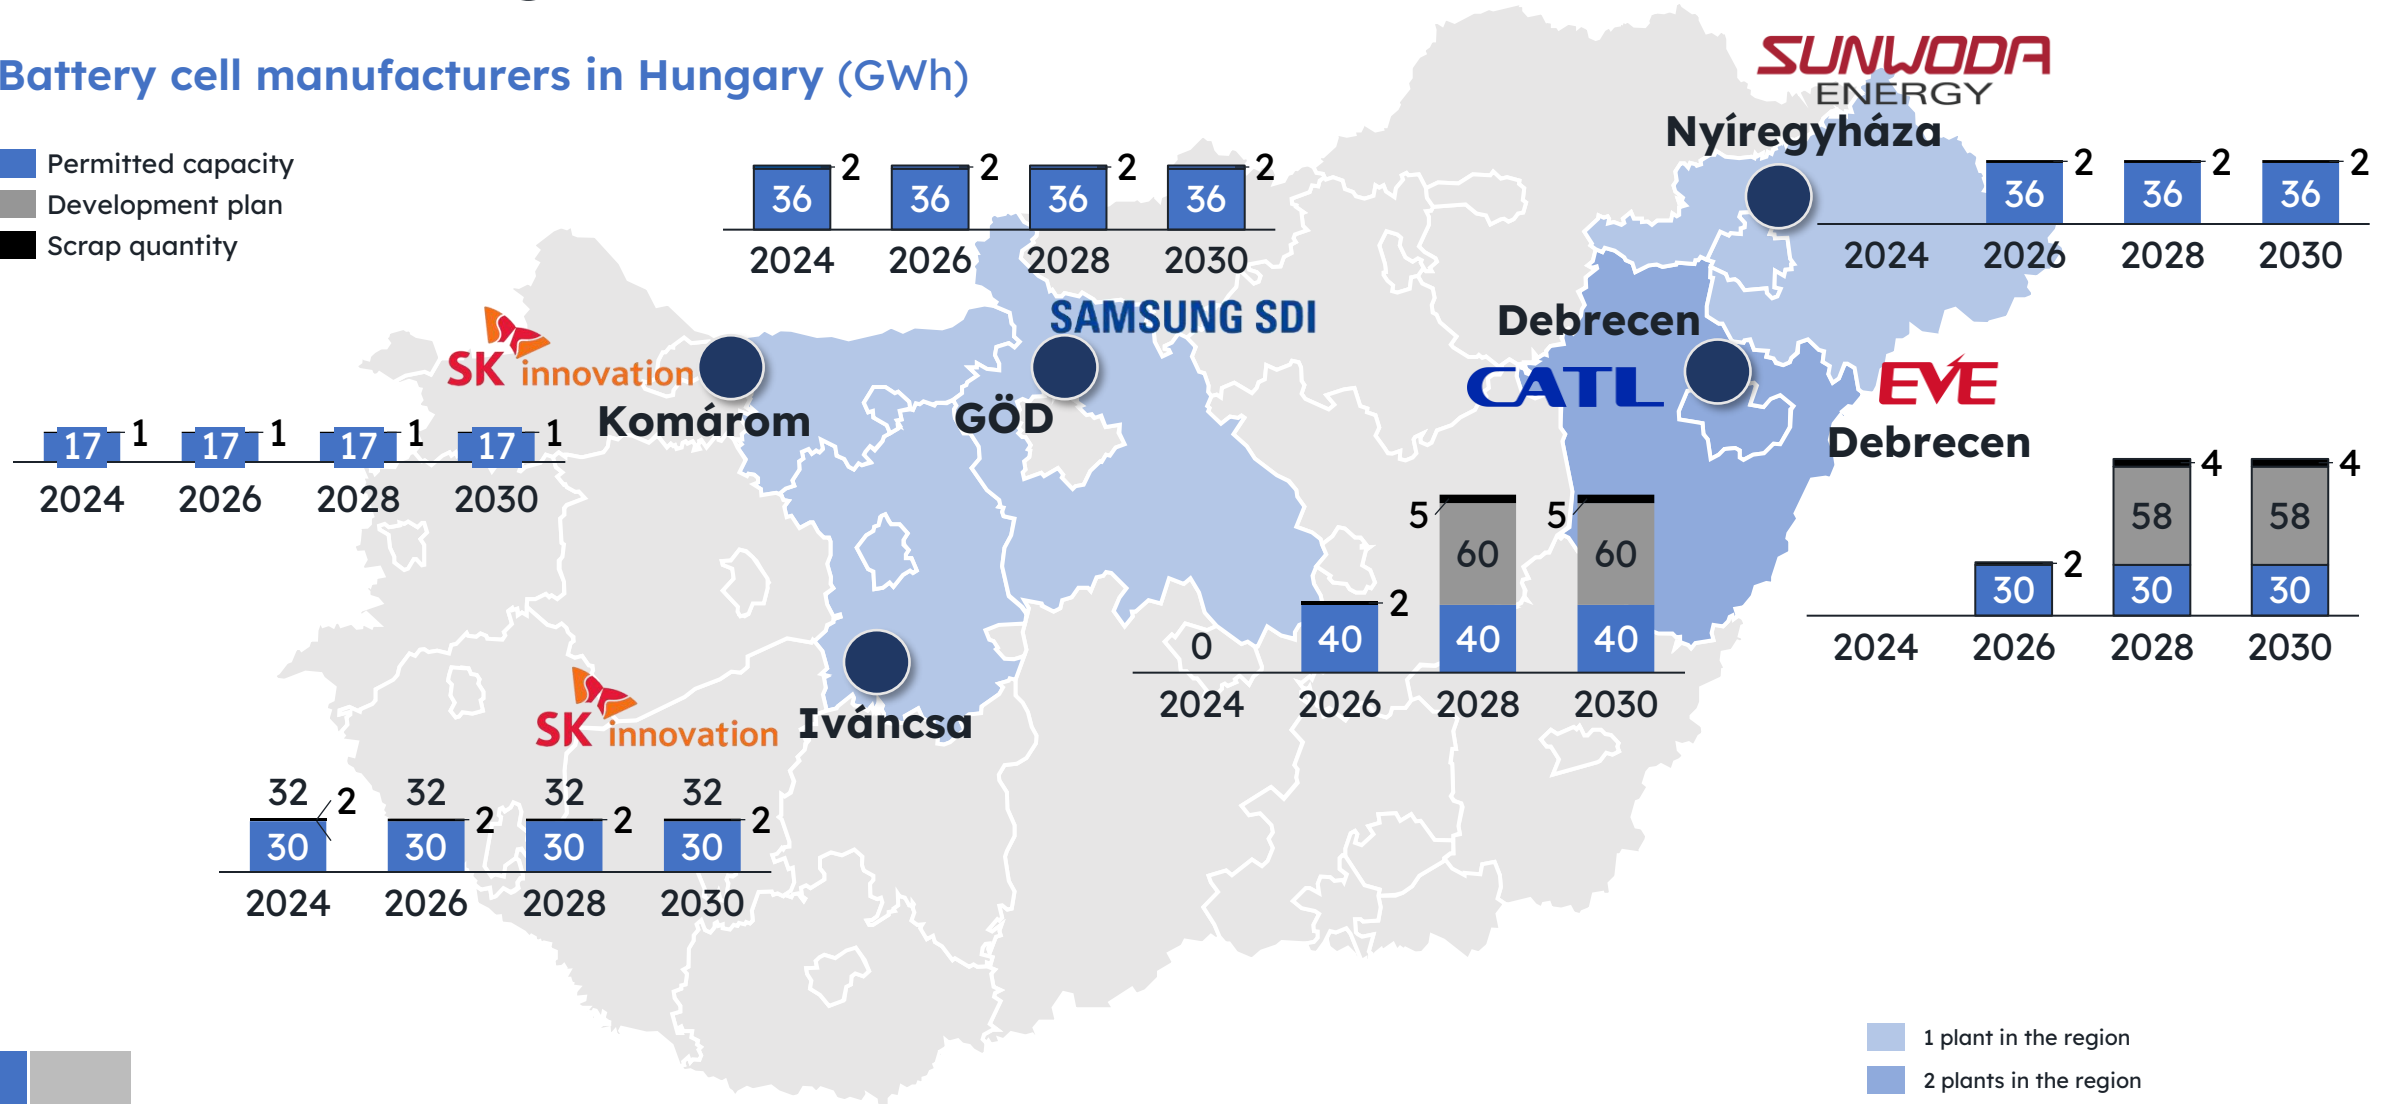 Battery cell manufacturers in Hungary (GWh)
Permitted capacity
Development plan
Scrap quantity
36 2 36 2 36 2 36 2
2024 2026 2028 2030
SAMSUNG SDI
GÖD
SUNWODA
ENERGY
Nyíregyháza
36 2 36 2 36 2
2024 2026 2028 2030
SK innovation
Komárom
17 1 17 1 17 1 17 1
2024 2026 2028 2030
Debrecen
CATL
5 5
60 60
2
0 40 40 40
2024 2026 2028 2030
EVE
Debrecen
4 4
58 58
2
30 30 30
2024 2026 2028 2030
SK innovation
Iváncsa
32 32 32 32
2 2 2 2
30 30 30 30
2024 2026 2028 2030
1 plant in the region
2 plants in the region